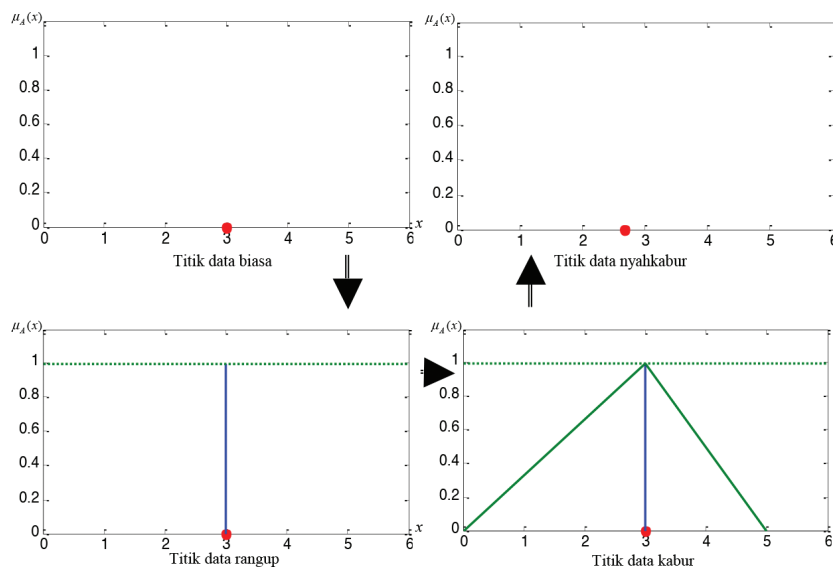 μ_A(x)
1
0.8
0.6
0.4
0.2
0
0 1 2 3 4 5 6
x
Titik data biasa
μ_A(x)
1
0.8
0.6
0.4
0.2
0
0 1 2 3 4 5 6
Titik data nyahkabur
μ_A(x)
1
0.8
0.6
0.4
0.2
0
0 1 2 3 4 5 6
x
Titik data rangup
μ_A(x)
1
0.8
0.6
0.4
0.2
0
0 1 2 3 4 5 6
Titik data kabur